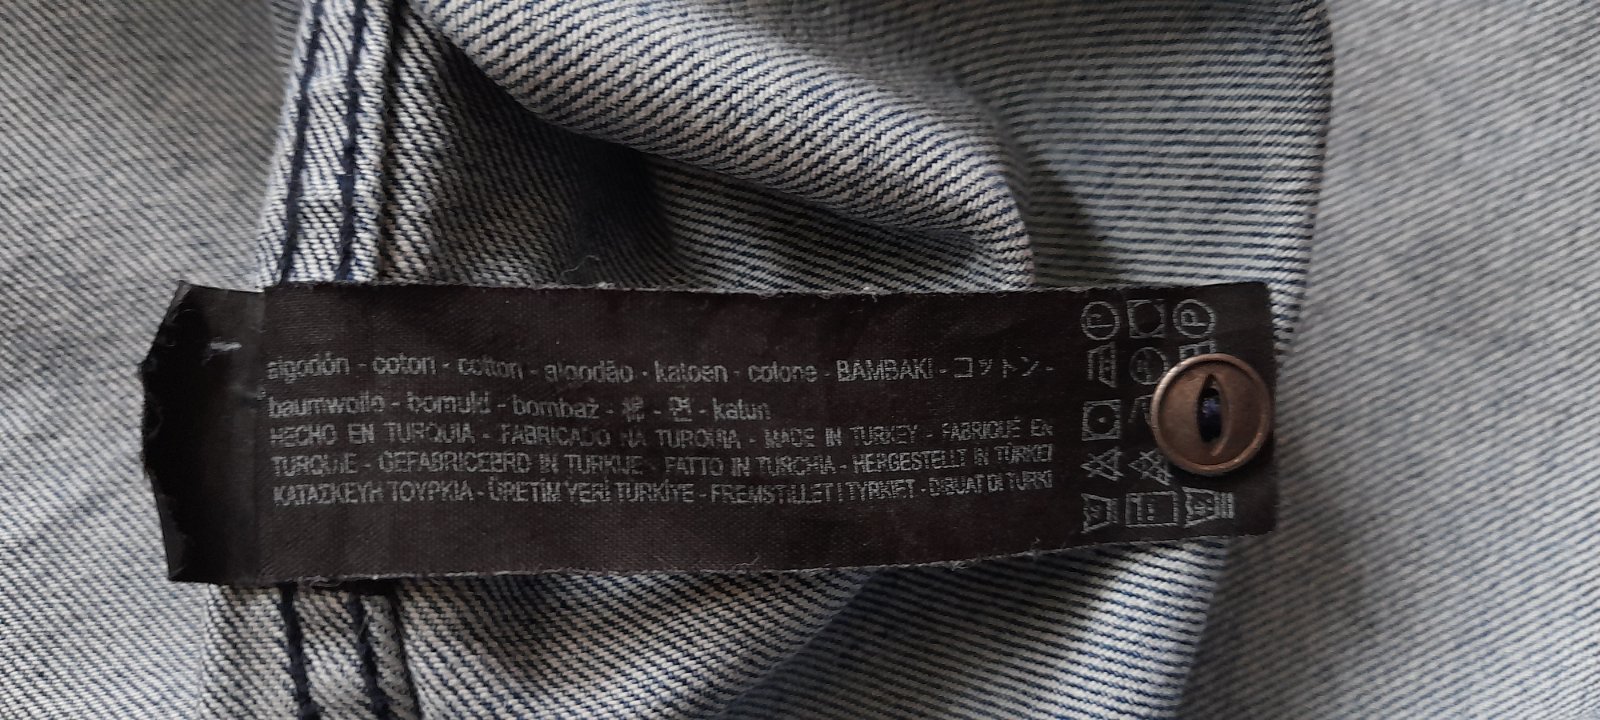 algodón - coton - cotton - algodão - katoen - cotone - BAMBAKI - コットン -
baumwolle - bomuld - bombaž - 棉 - 면 - katun
HECHO EN TURQUIA - FABRICADO NA TURQUIA - MADE IN TURKEY - FABRIQUÉ EN
TURQUIE - GEFABRICEERD IN TURKIJE - FATTO IN TURCHIA - HERGESTELLT IN TÜRKEI
ΚΑΤΑΣΚΕΥΗ ΤΟΥΡΚΙΑ - ÜRETİM YERİ TÜRKİYE - FREMSTILLET I TYRKIET - DIBUAT DI TURKI